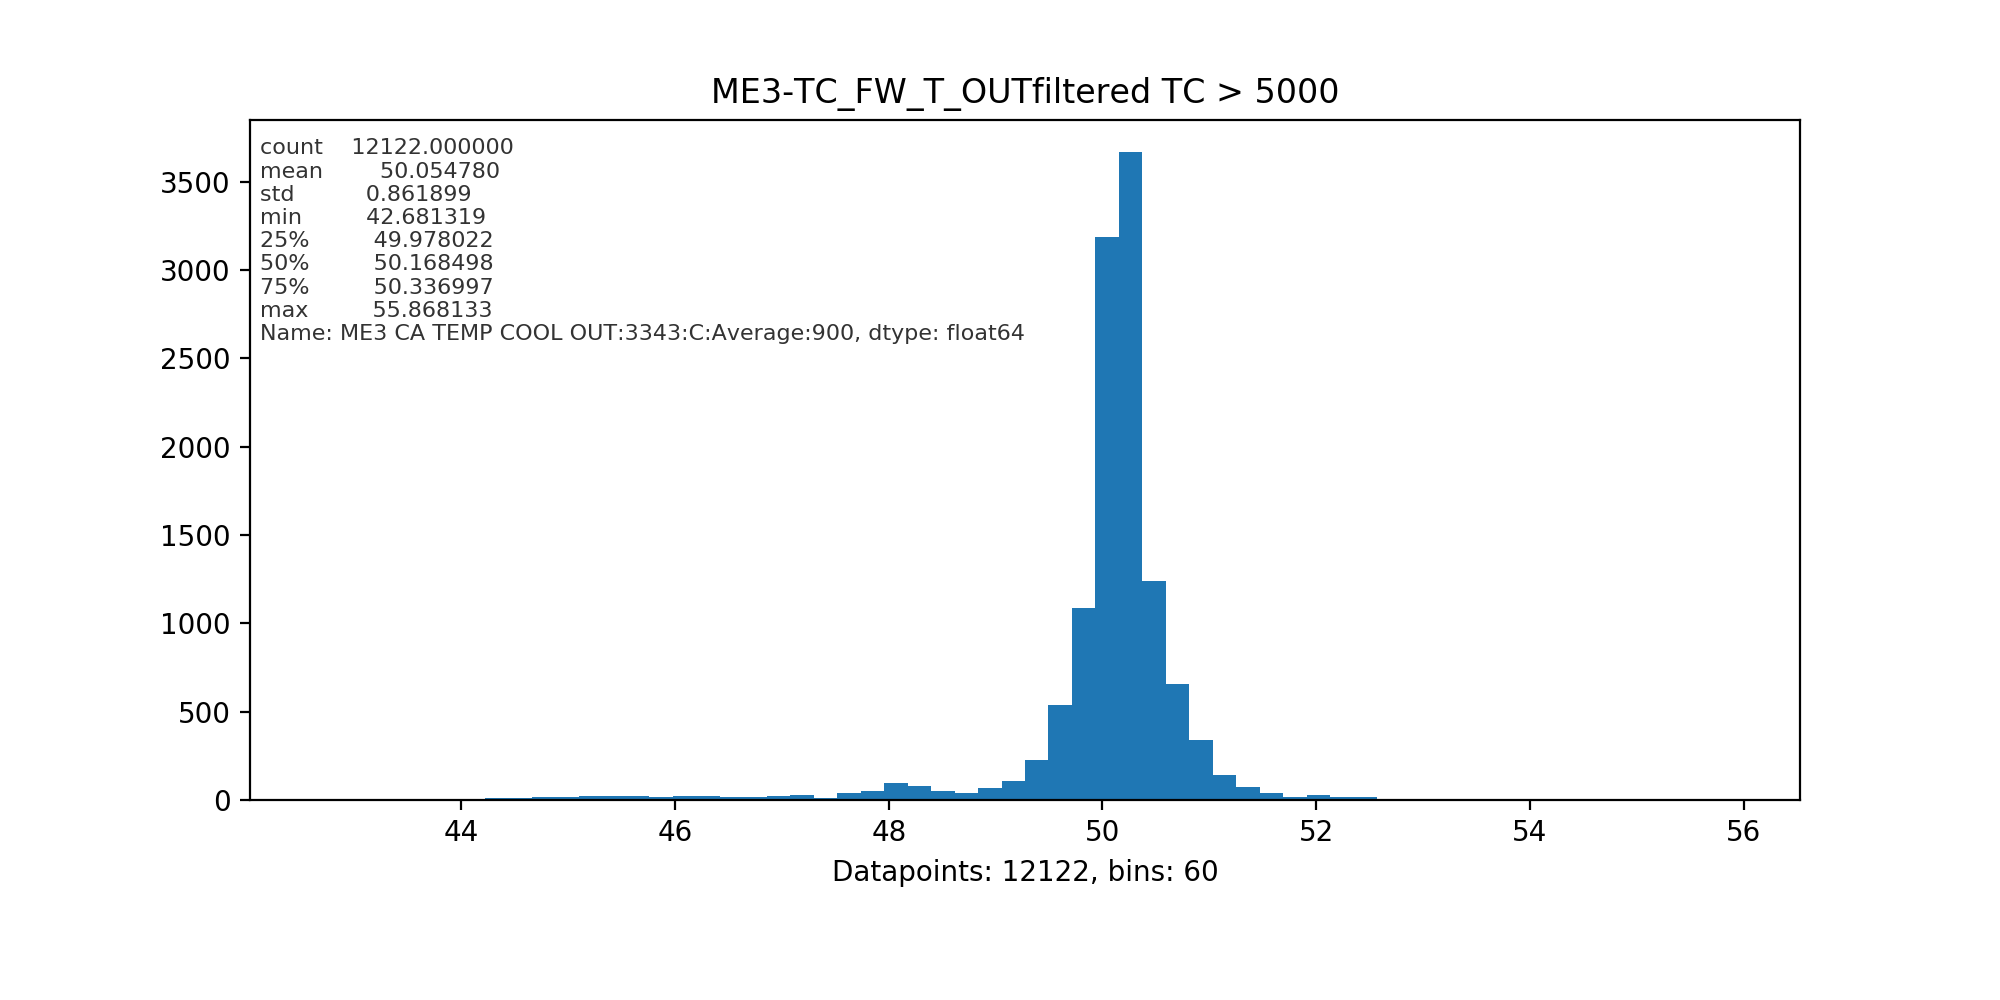 ME3-TC_FW_T_OUTfiltered TC > 5000
count 12122.000000
mean 50.054780
std 0.861899
min 42.681319
25% 49.978022
50% 50.168498
75% 50.336997
max 55.868133
Name: ME3 CA TEMP COOL OUT:3343:C:Average:900, dtype: float64
3500
3000
2500
2000
1500
1000
500
0
44 46 48 50 52 54 56
Datapoints: 12122, bins: 60